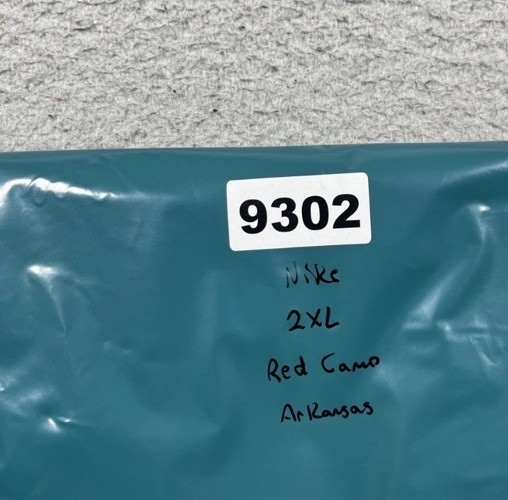 9302
Nike
2XL
Red Camo
Arkansas